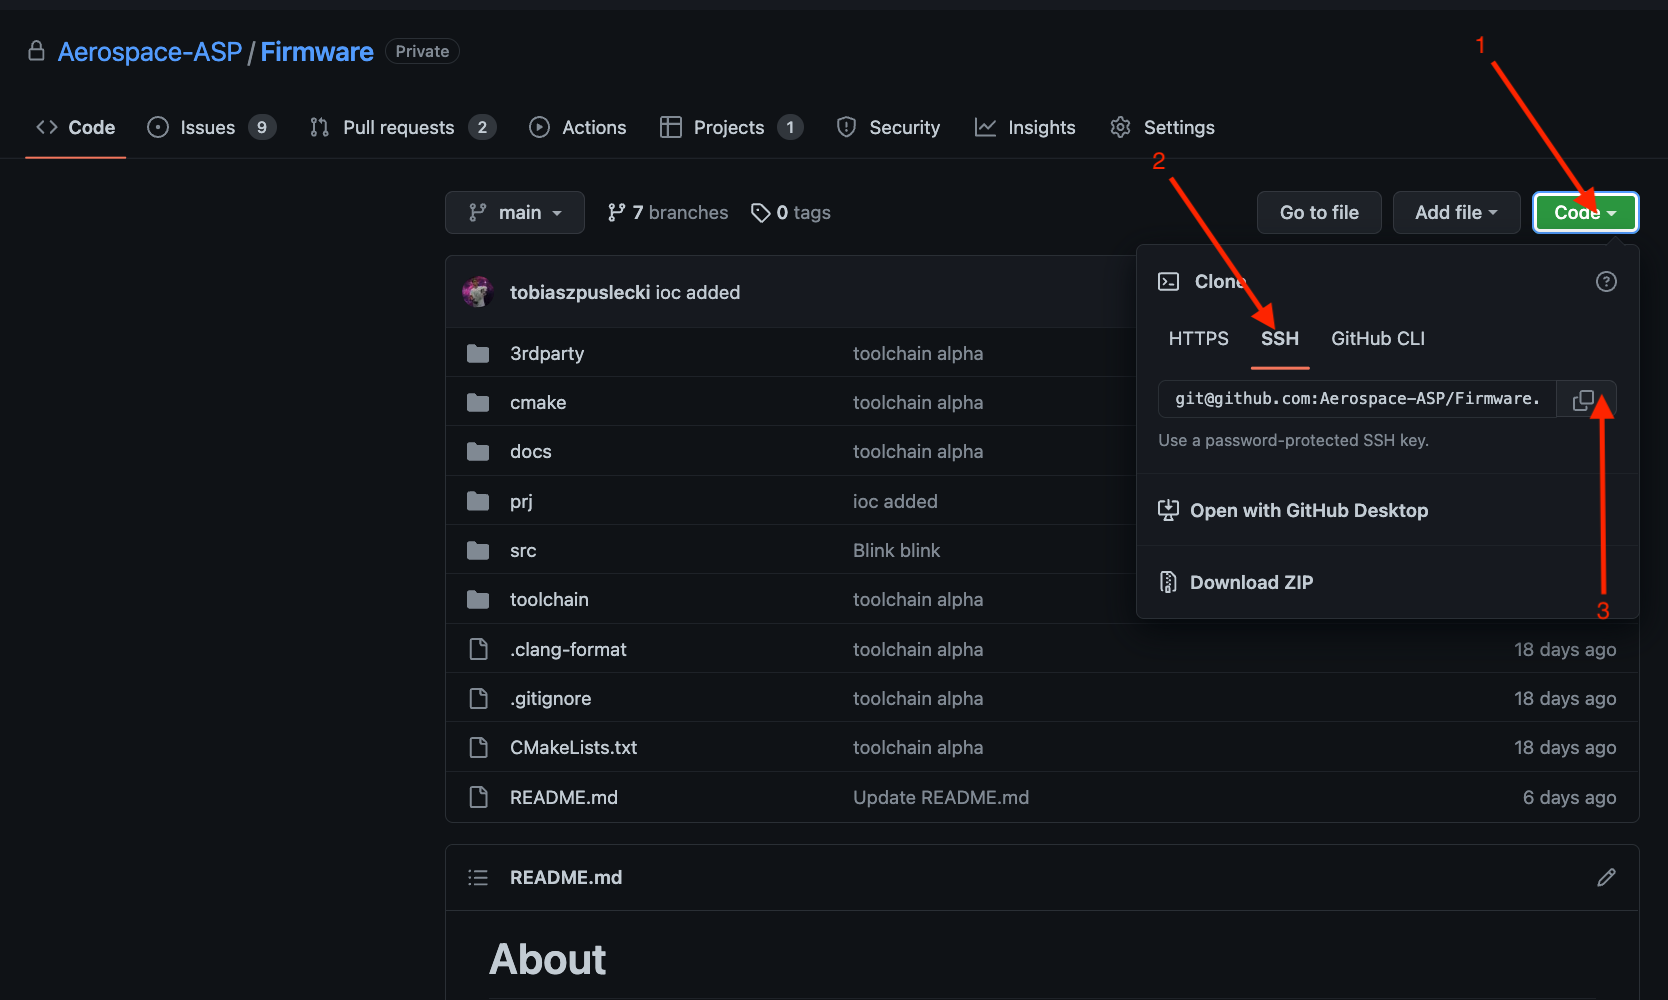 1
Aerospace-ASP / Firmware Private
Code Issues 9 Pull requests 2 Actions Projects 1 Security Insights Settings
2
main 7 branches 0 tags Go to file Add file Code
tobiaszpuslecki ioc added
3rdparty toolchain alpha
cmake toolchain alpha
docs toolchain alpha
prj ioc added
src Blink blink
toolchain toolchain alpha
.clang-format toolchain alpha 18 days ago
.gitignore toolchain alpha 18 days ago
CMakeLists.txt toolchain alpha 18 days ago
README.md Update README.md 6 days ago
Clone
HTTPS SSH GitHub CLI
git@github.com:Aerospace-ASP/Firmware.
Use a password-protected SSH key.
Open with GitHub Desktop
Download ZIP
3
README.md
About